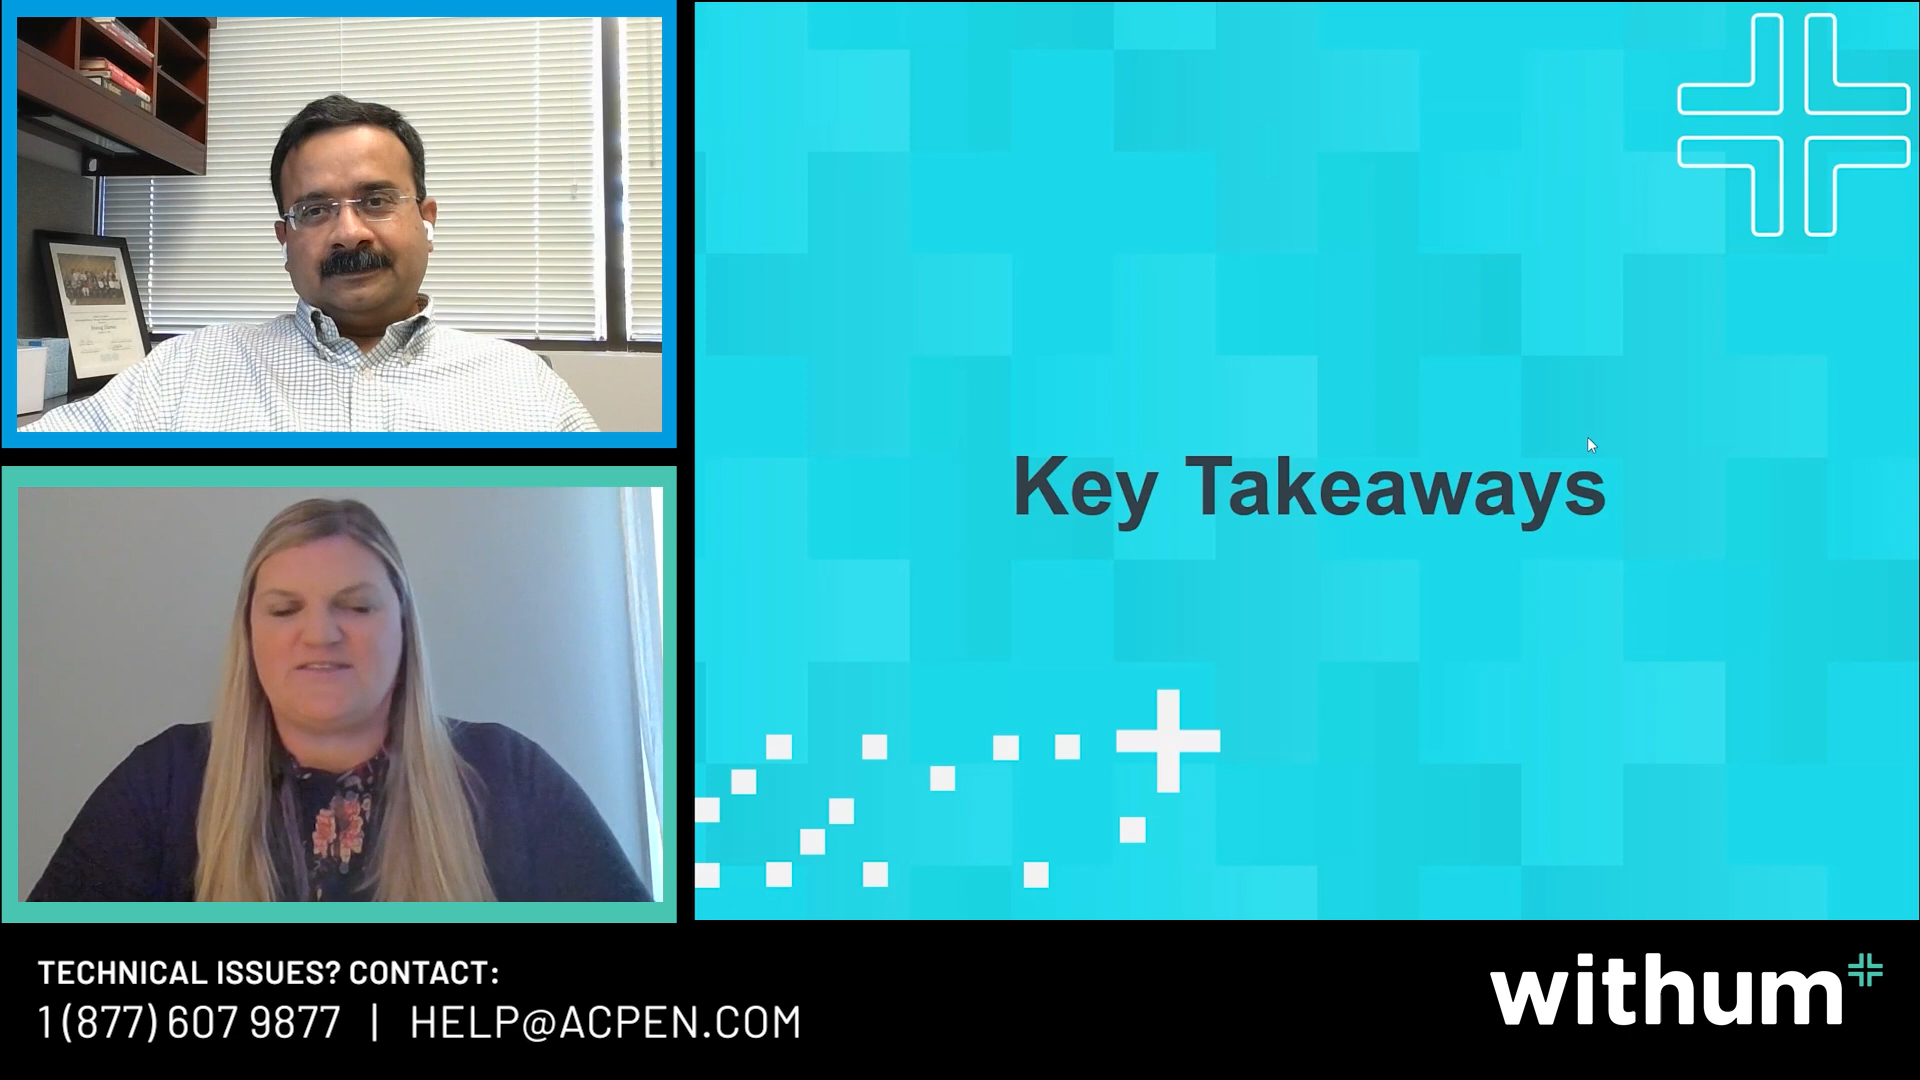 Key Takeaways
TECHNICAL ISSUES? CONTACT:
1 (877) 607 9877 | HELP@ACPEN.COM
withum